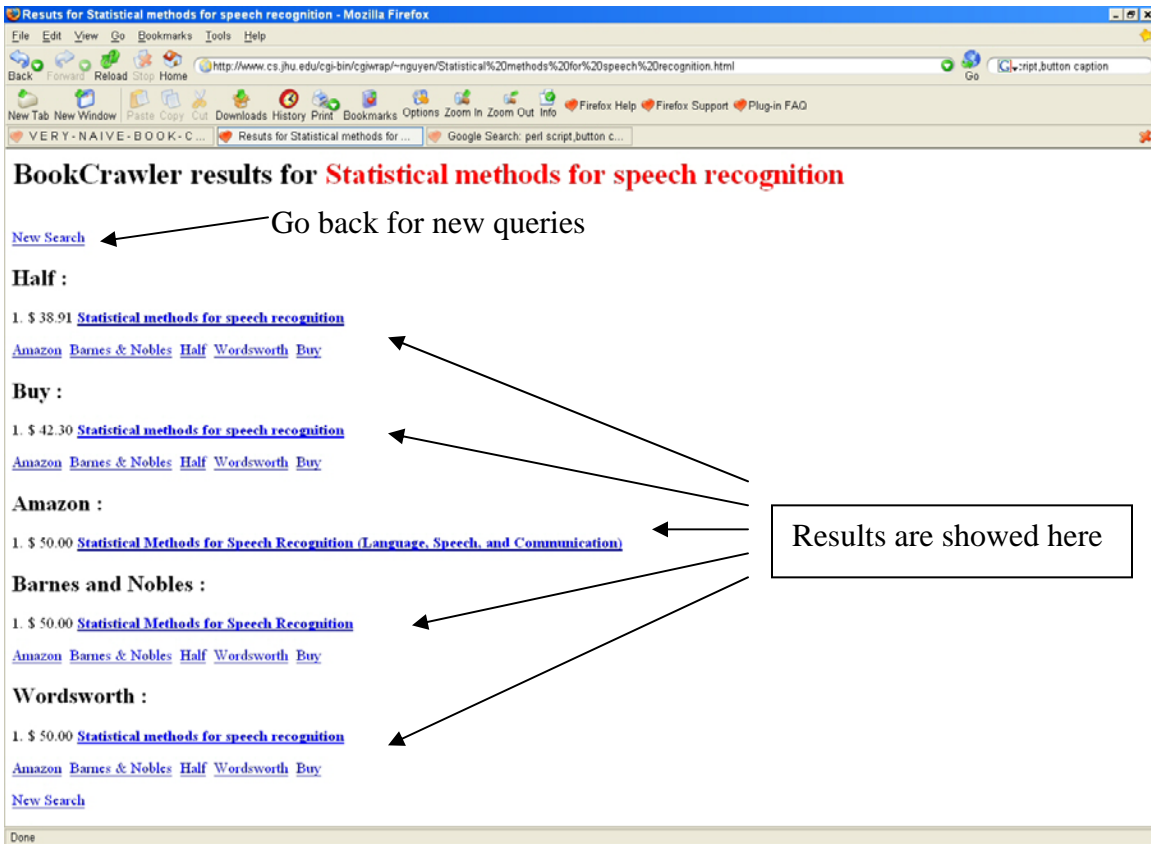 Resuts for Statistical methods for speech recognition - Mozilla Firefox
File Edit View Go Bookmarks Tools Help
Back Forward Reload Stop Home http://www.cs.jhu.edu/cgi-bin/cgiwrap/~nguyen/Statistical%20methods%20for%20speech%20recognition.html Go :ript,button caption
New Tab New Window Paste Copy Cut Downloads History Print Bookmarks Options Zoom In Zoom Out Info Firefox Help Firefox Support Plug-in FAQ
VERY-NAIVE-BOOK-C... Resuts for Statistical methods for ... Google Search: perl script,button c...
BookCrawler results for Statistical methods for speech recognition
Go back for new queries
New Search
Half :
1. $ 38.91 Statistical methods for speech recognition
Amazon Barnes & Nobles Half Wordsworth Buy
Buy :
1. $ 42.30 Statistical methods for speech recognition
Amazon Barnes & Nobles Half Wordsworth Buy
Amazon :
1. $ 50.00 Statistical Methods for Speech Recognition (Language, Speech, and Communication)
Results are showed here
Barnes and Nobles :
1. $ 50.00 Statistical Methods for Speech Recognition
Amazon Barnes & Nobles Half Wordsworth Buy
Wordsworth :
1. $ 50.00 Statistical methods for speech recognition
Amazon Barnes & Nobles Half Wordsworth Buy
New Search
Done